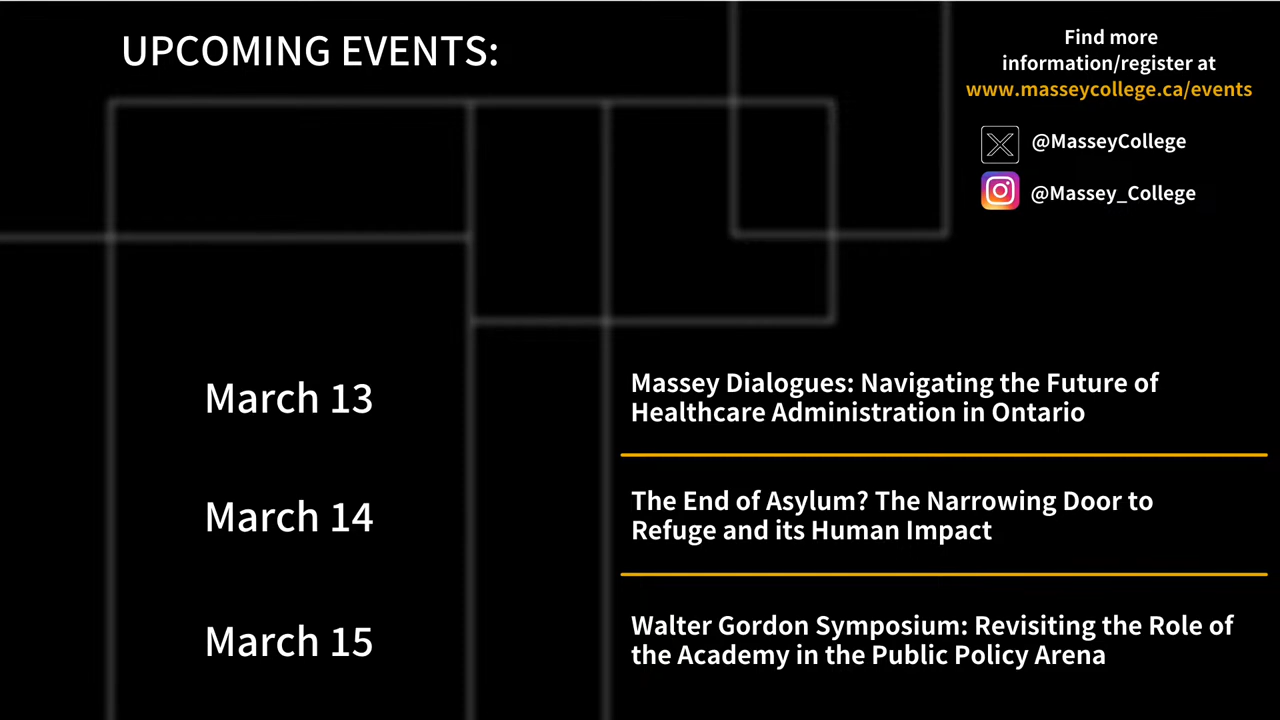 UPCOMING EVENTS:
Find more
information/register at
www.masseycollege.ca/events
@MasseyCollege
@Massey_College
March 13
Massey Dialogues: Navigating the Future of
Healthcare Administration in Ontario
March 14
The End of Asylum? The Narrowing Door to
Refuge and its Human Impact
March 15
Walter Gordon Symposium: Revisiting the Role of
the Academy in the Public Policy Arena